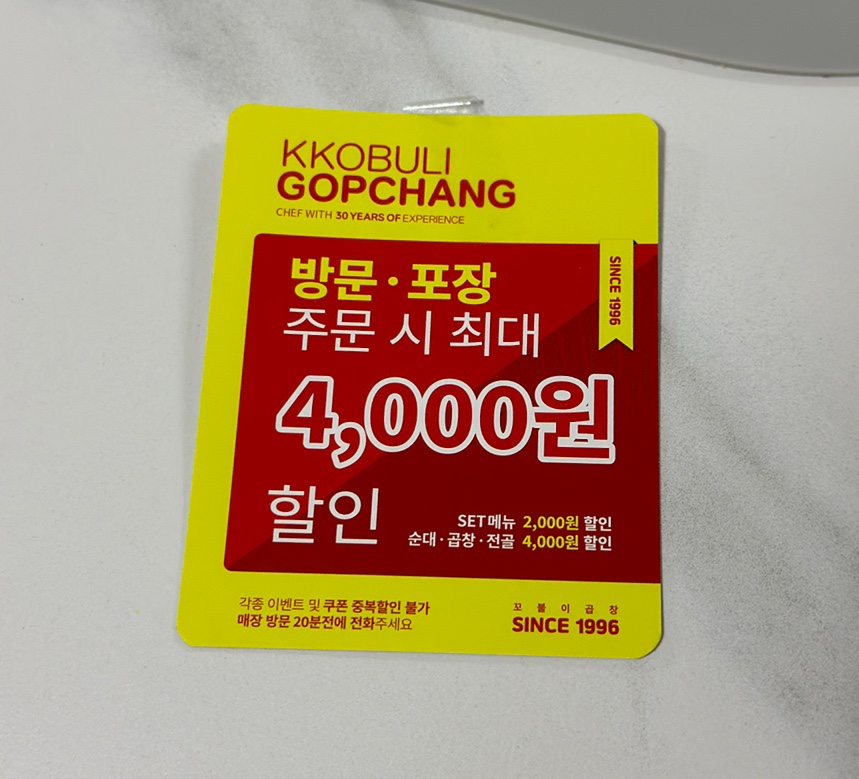 KKOBULI
GOPCHANG
CHEF WITH 30 YEARS OF EXPERIENCE
SINCE 1996
방문·포장
주문 시 최대
4,000원
할인
SET메뉴 2,000원 할인
순대·곱창·전골 4,000원 할인
각종 이벤트 및 쿠폰 중복할인 불가
매장 방문 20분전에 전화주세요
꼬불이곱창
SINCE 1996